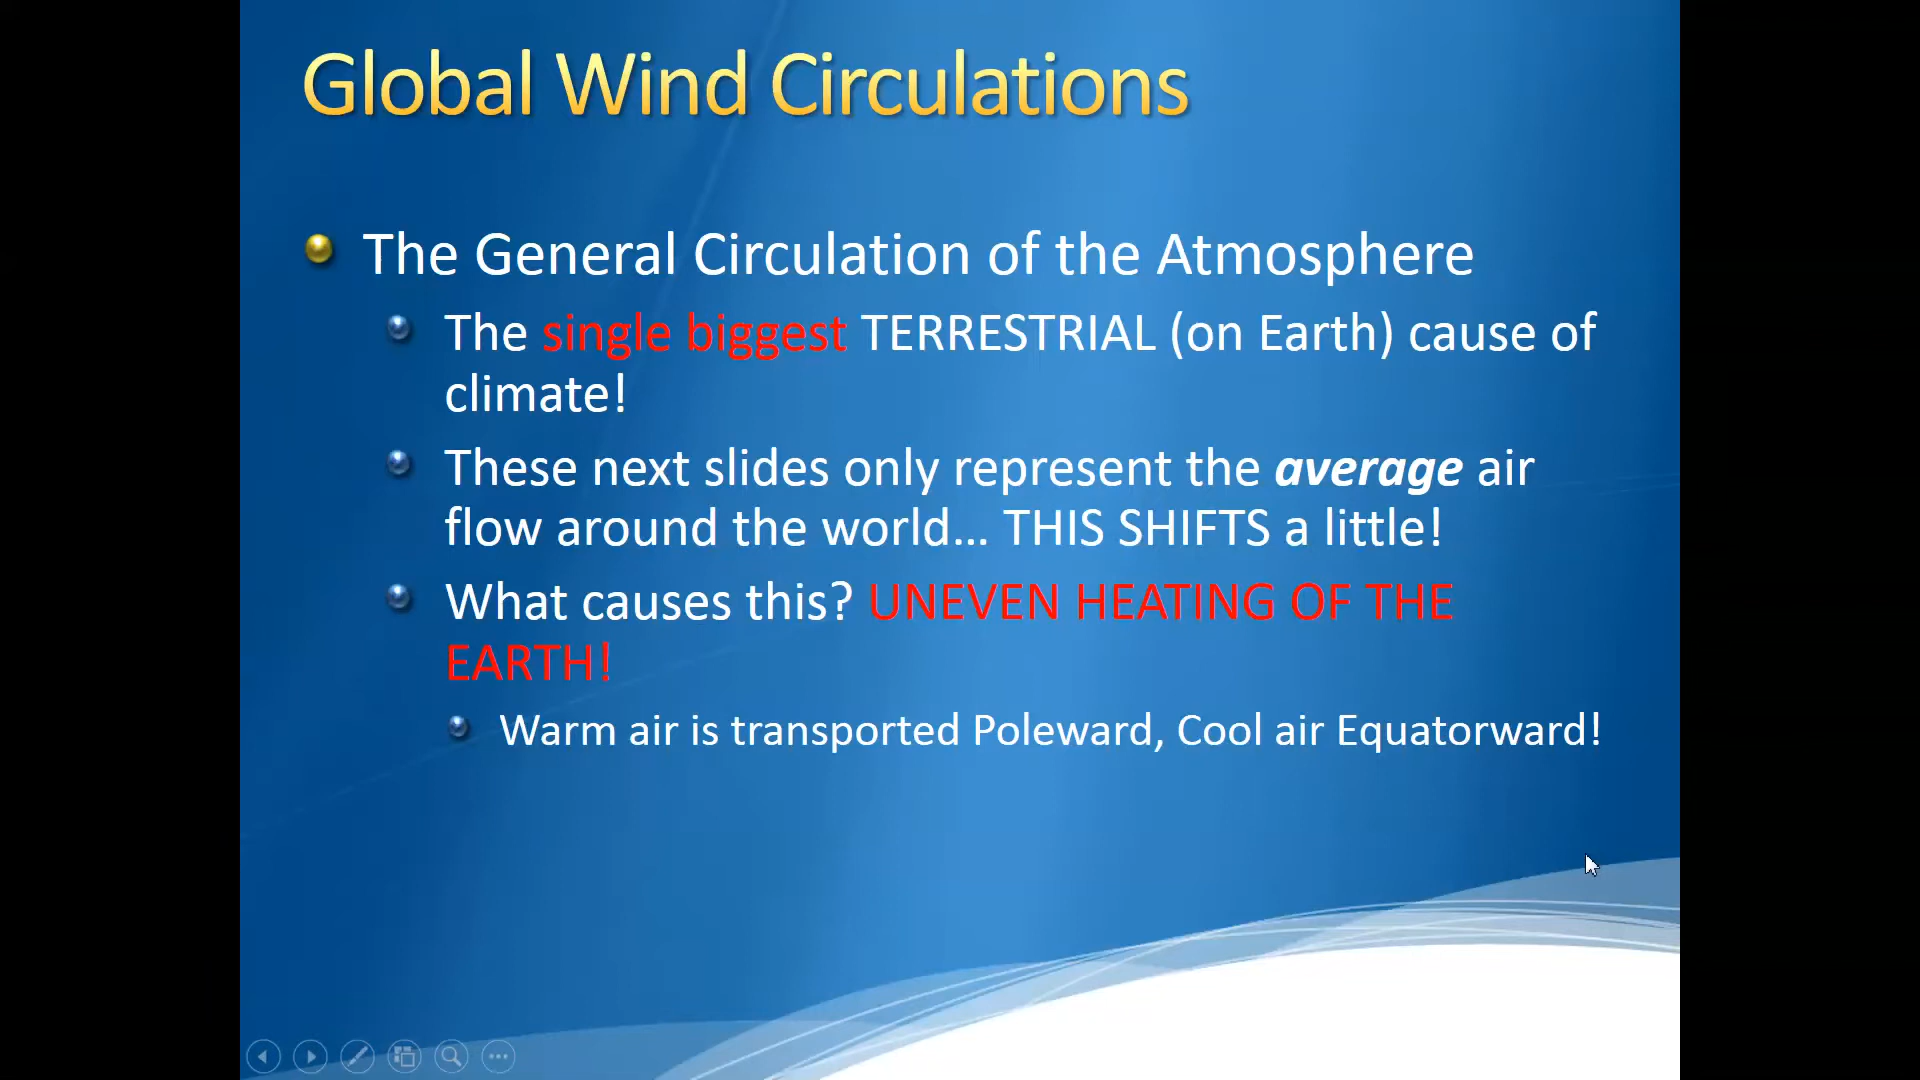 Global Wind Circulations
The General Circulation of the Atmosphere
The single biggest TERRESTRIAL (on Earth) cause of
climate!
These next slides only represent the average air
flow around the world... THIS SHIFTS a little!
What causes this? UNEVEN HEATING OF THE
EARTH!
Warm air is transported Poleward, Cool air Equatorward!